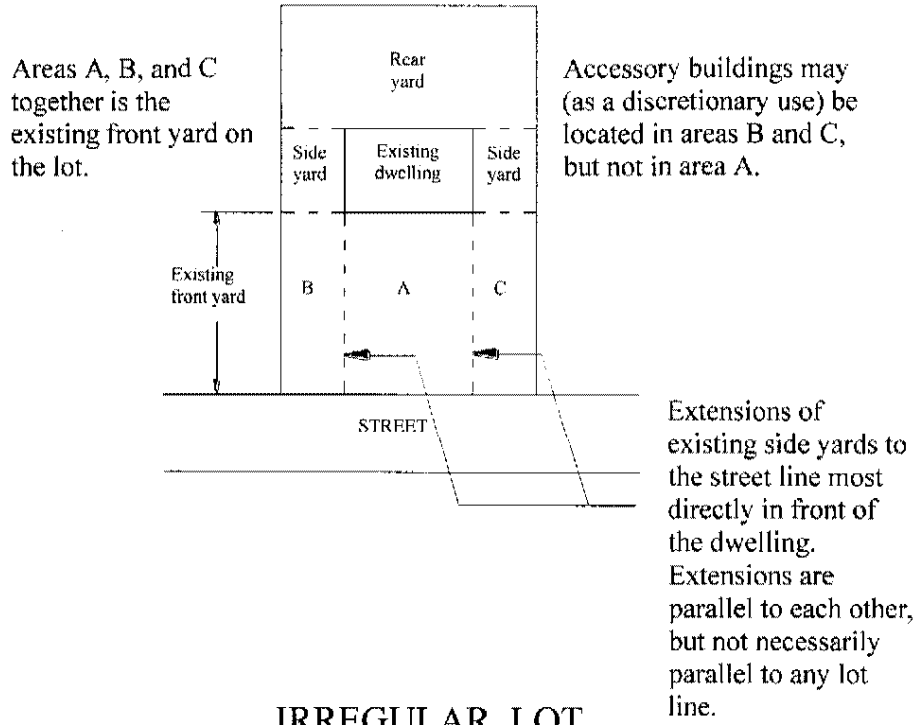 Areas A, B, and C
together is the
existing front yard on
the lot.
Rear
yard
Accessory buildings may
(as a discretionary use) be
located in areas B and C,
but not in area A.
Side
yard
Existing
dwelling
Side
yard
Existing
front yard
B
A
C
STREET
Extensions of
existing side yards to
the street line most
directly in front of
the dwelling.
Extensions are
parallel to each other,
but not necessarily
parallel to any lot
line.
IRREGULAR LOT